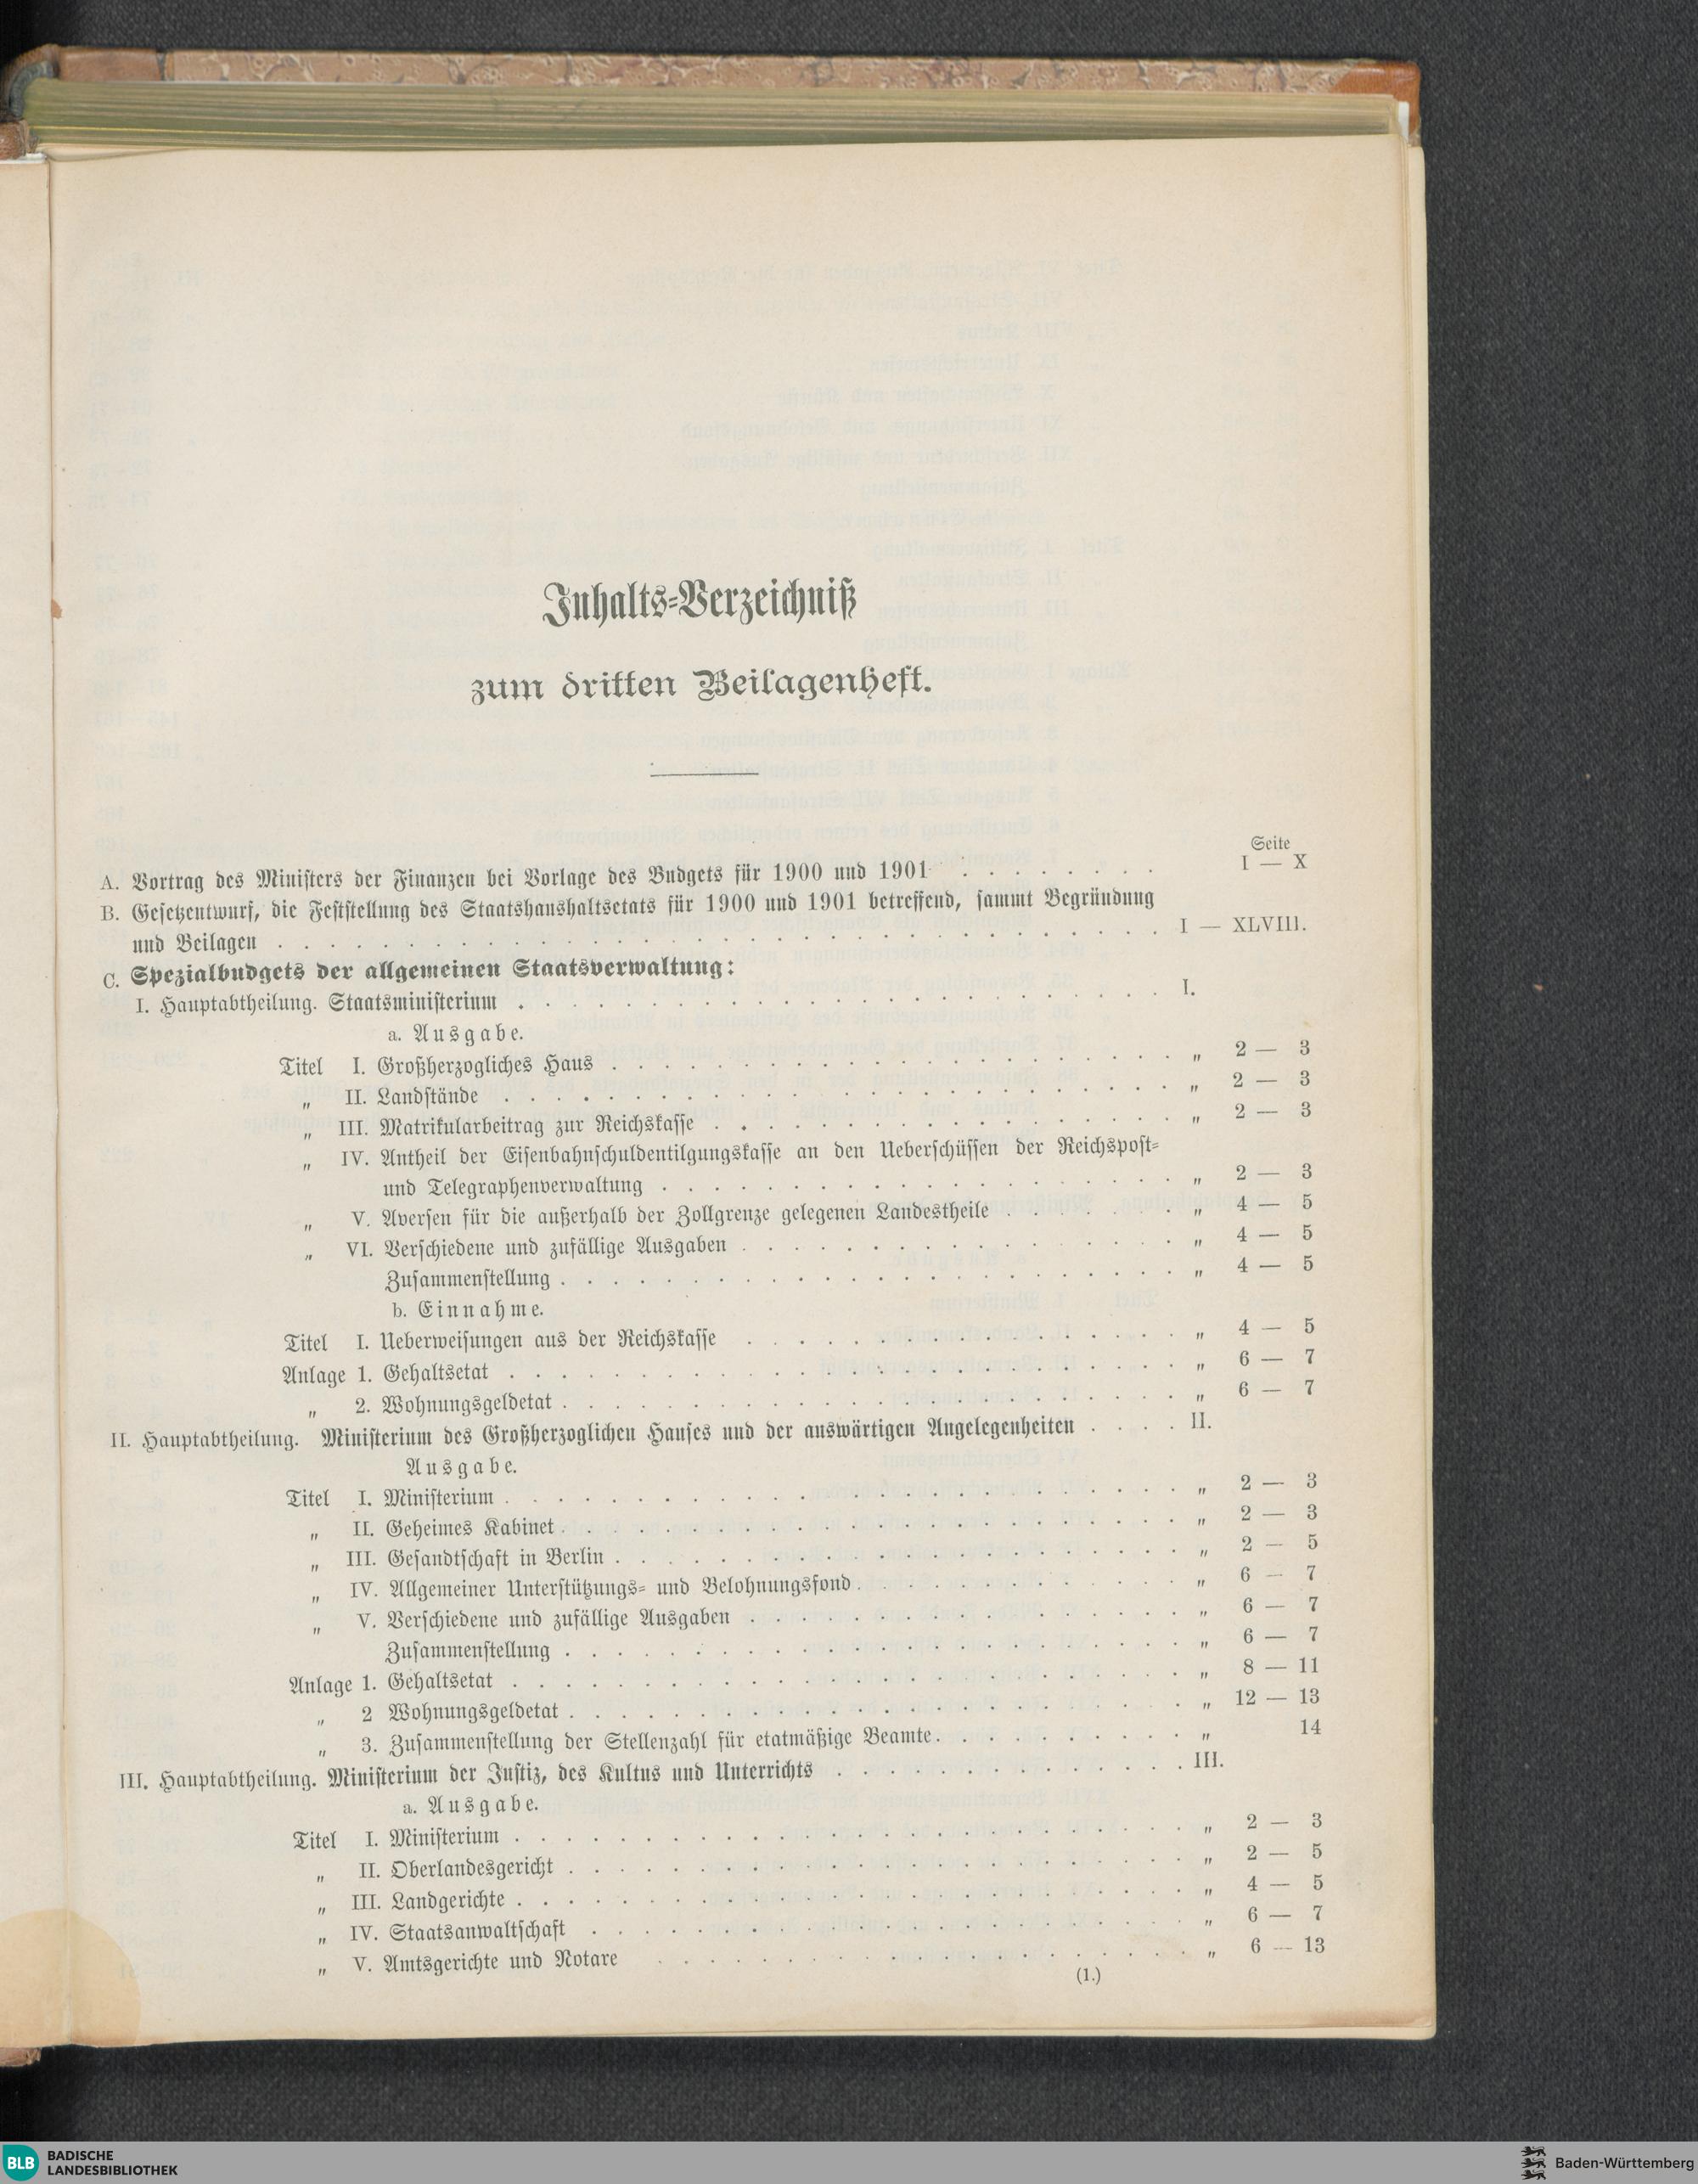 Inhalts-Verzeichniß
zum dritten Beilagenheft.
Seite
A. Vortrag des Ministers der Finanzen bei Vorlage des Budgets für 1900 und 1901 . . . . . . . . I — X
B. Gesetzentwurf, die Feststellung des Staatshaushaltsetats für 1900 und 1901 betreffend, sammt Begründung
und Beilagen . . . . . . . . I — XLVIII.
C. Spezialbudgets der allgemeinen Staatsverwaltung:
I. Hauptabtheilung. Staatsministerium . . . . . . . . I.
a. Ausgabe.
Titel I. Großherzogliches Haus . . . . . . . . „ 2 — 3
„ II. Landstände . . . . . . . . „ 2 — 3
„ III. Matrikularbeitrag zur Reichskasse . . . . . . . . „ 2 — 3
„ IV. Antheil der Eisenbahnschuldentilgungskasse an den Ueberschüssen der Reichspost-
und Telegraphenverwaltung . . . . . . . . „ 2 — 3
„ V. Aversen für die außerhalb der Zollgrenze gelegenen Landestheile . . . . . . . „ 4 — 5
„ VI. Verschiedene und zufällige Ausgaben . . . . . . . . „ 4 — 5
Zusammenstellung . . . . . . . . „ 4 — 5
b. Einnahme.
Titel I. Ueberweisungen aus der Reichskasse . . . . . . . . „ 4 — 5
Anlage 1. Gehaltsetat . . . . . . . . „ 6 — 7
„ 2. Wohnungsgeldetat . . . . . . . . „ 6 — 7
II. Hauptabtheilung. Ministerium des Großherzoglichen Hauses und der auswärtigen Angelegenheiten . . . . II.
Ausgabe.
Titel I. Ministerium . . . . . . . . „ 2 — 3
„ II. Geheimes Kabinet . . . . . . . . „ 2 — 3
„ III. Gesandtschaft in Berlin . . . . . . . . „ 2 — 5
„ IV. Allgemeiner Unterstützungs- und Belohnungsfond . . . . . . . . „ 6 — 7
„ V. Verschiedene und zufällige Ausgaben . . . . . . . . „ 6 — 7
Zusammenstellung . . . . . . . . „ 6 — 7
Anlage 1. Gehaltsetat . . . . . . . . „ 8 — 11
„ 2 Wohnungsgeldetat . . . . . . . . „ 12 — 13
„ 3. Zusammenstellung der Stellenzahl für etatmäßige Beamte . . . . . . . . „ 14
III. Hauptabtheilung. Ministerium der Justiz, des Kultus und Unterrichts . . . . . . . . III.
a. Ausgabe.
Titel I. Ministerium . . . . . . . . „ 2 — 3
„ II. Oberlandesgericht . . . . . . . . „ 2 — 5
„ III. Landgerichte . . . . . . . . „ 4 — 5
„ IV. Staatsanwaltschaft . . . . . . . . „ 6 — 7
„ V. Amtsgerichte und Notare . . . . . . . . „ 6 — 13
(1.)
BLB BADISCHE
LANDESBIBLIOTHEK
Baden-Württemberg